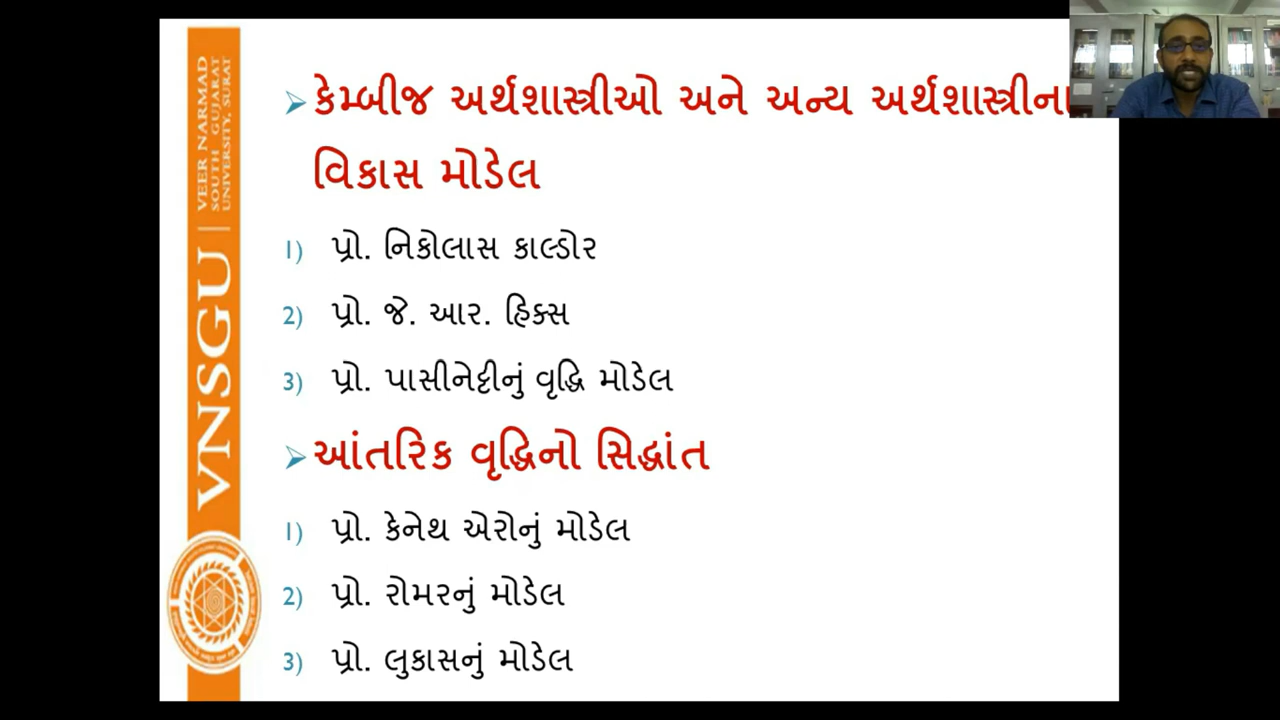 VEER NARMAD
SOUTH GUJARAT
UNIVERSITY, SURAT
VNSGU
કેમ્બીજ અર્થશાસ્ત્રીઓ અને અન્ય અર્થશાસ્ત્રીના
વિકાસ મોડેલ
1) પ્રો. નિકોલાસ કાલ્ડોર
2) પ્રો. જે. આર. હિક્સ
3) પ્રો. પાસીનેટ્ટીનું વૃદ્ધિ મોડેલ
આંતરિક વૃદ્ધિનો સિદ્ધાંત
1) પ્રો. કેનેથ એરોનું મોડેલ
2) પ્રો. રોમરનું મોડેલ
3) પ્રો. લુકાસનું મોડેલ